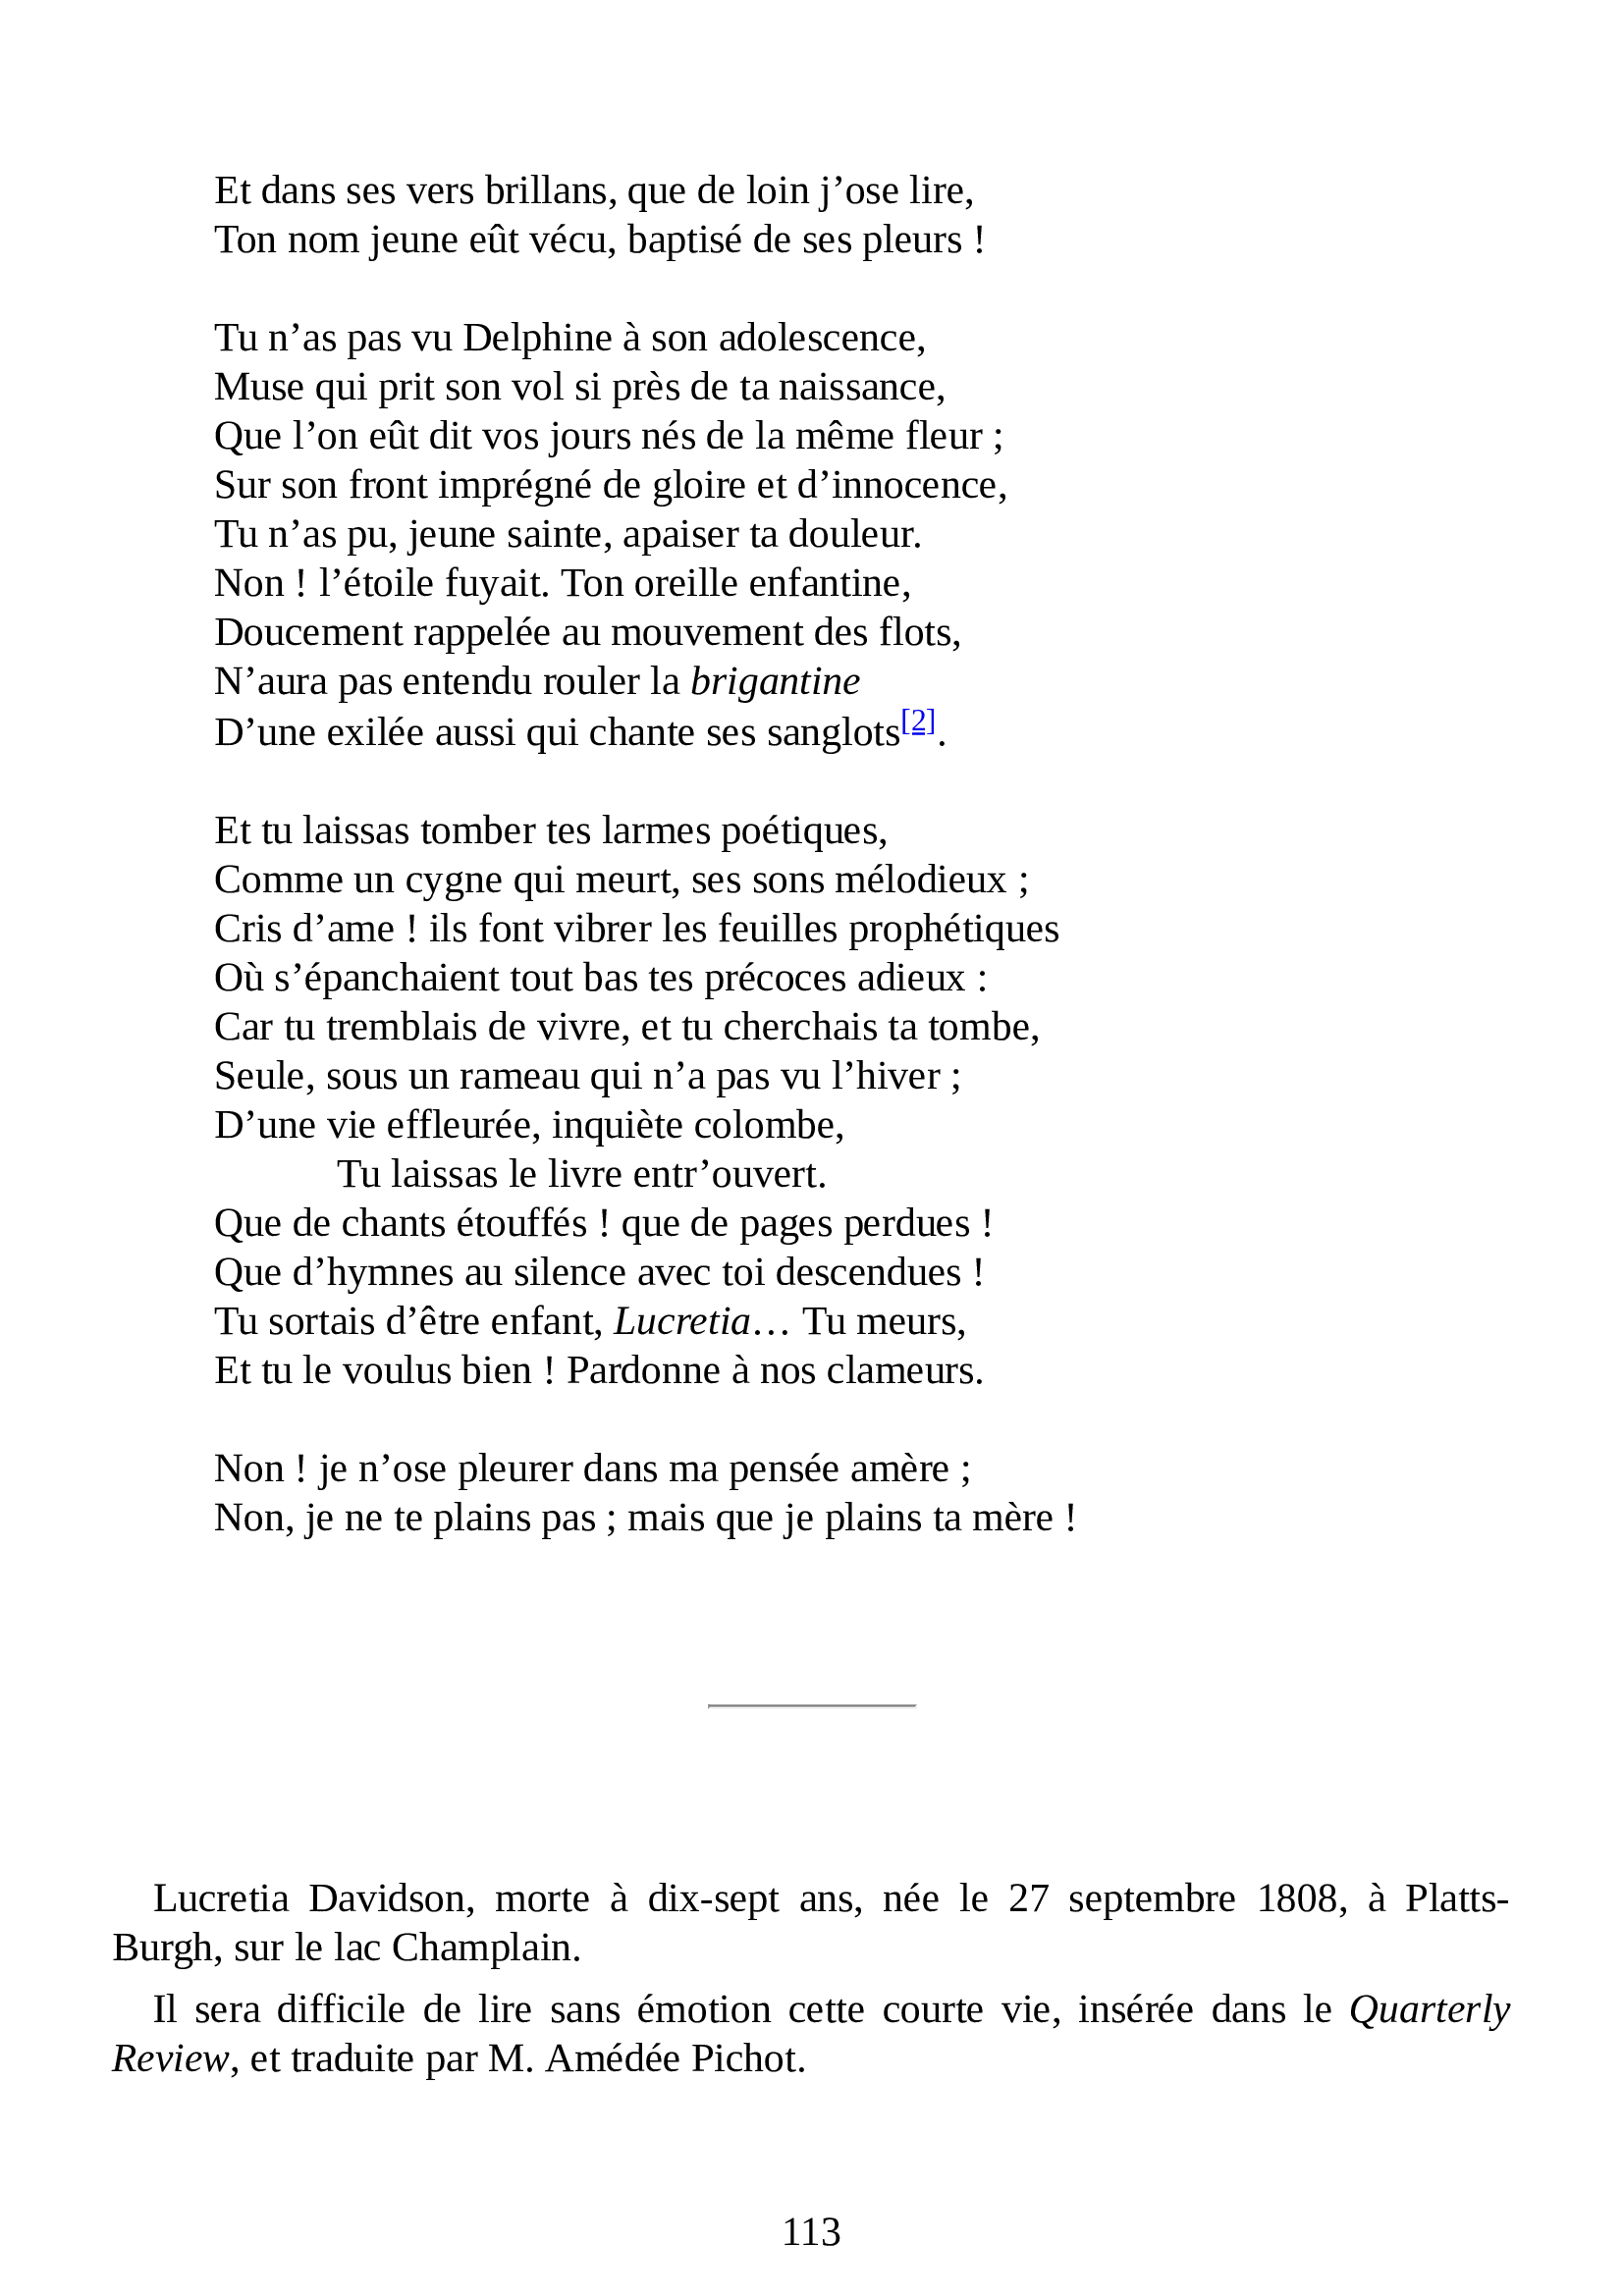 Et dans ses vers brillans, que de loin j’ose lire,
Ton nom jeune eût vécu, baptisé de ses pleurs !
Tu n’as pas vu Delphine à son adolescence,
Muse qui prit son vol si près de ta naissance,
Que l’on eût dit vos jours nés de la même fleur ;
Sur son front imprégné de gloire et d’innocence,
Tu n’as pu, jeune sainte, apaiser ta douleur.
Non ! l’étoile fuyait. Ton oreille enfantine,
Doucement rappelée au mouvement des flots,
N’aura pas entendu rouler la brigantine
D’une exilée aussi qui chante ses sanglots[2].
Et tu laissas tomber tes larmes poétiques,
Comme un cygne qui meurt, ses sons mélodieux ;
Cris d’ame ! ils font vibrer les feuilles prophétiques
Où s’épanchaient tout bas tes précoces adieux :
Car tu tremblais de vivre, et tu cherchais ta tombe,
Seule, sous un rameau qui n’a pas vu l’hiver ;
D’une vie effleurée, inquiète colombe,
Tu laissas le livre entr’ouvert.
Que de chants étouffés ! que de pages perdues !
Que d’hymnes au silence avec toi descendues !
Tu sortais d’être enfant, Lucretia… Tu meurs,
Et tu le voulus bien ! Pardonne à nos clameurs.
Non ! je n’ose pleurer dans ma pensée amère ;
Non, je ne te plains pas ; mais que je plains ta mère !
Lucretia Davidson, morte à dix-sept ans, née le 27 septembre 1808, à Platts-
Burgh, sur le lac Champlain.
Il sera difficile de lire sans émotion cette courte vie, insérée dans le Quarterly
Review, et traduite par M. Amédée Pichot.
113